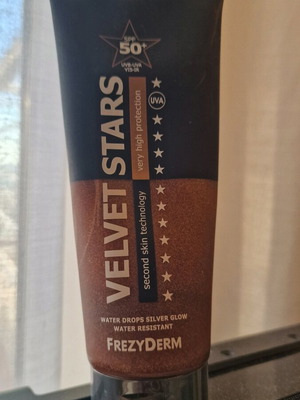 SPF
50+
UVB-UVA
VIS-IR
VELVET STARS
very high protection
second skin technology
UVA
WATER DROPS SILVER GLOW
WATER RESISTANT
FREZYDERM